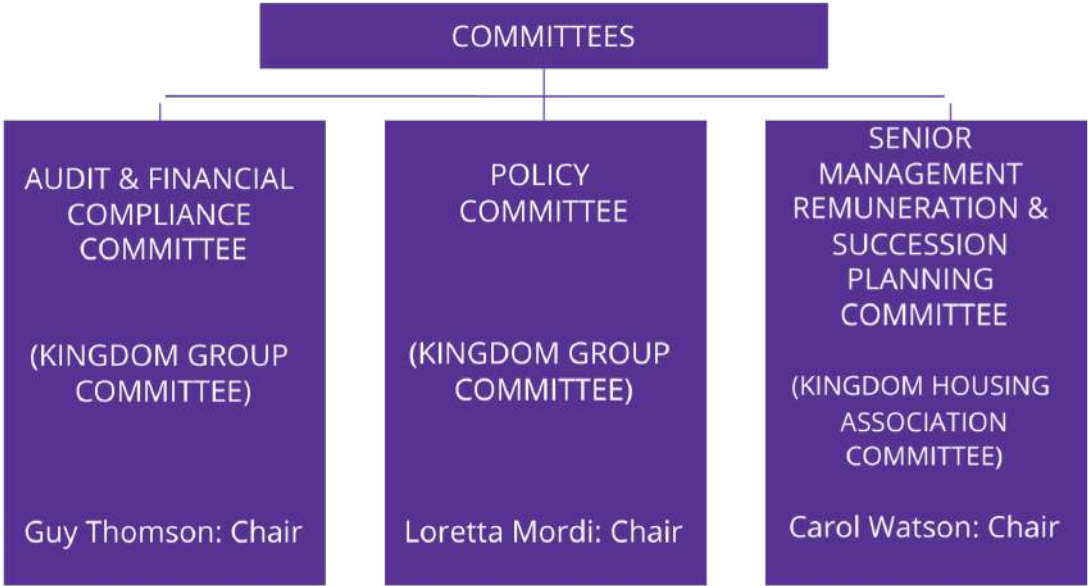 COMMITTEES
AUDIT & FINANCIAL
COMPLIANCE
COMMITTEE
(KINGDOM GROUP
COMMITTEE)
Guy Thomson: Chair
POLICY
COMMITTEE
(KINGDOM GROUP
COMMITTEE)
Loretta Mordi: Chair
SENIOR
MANAGEMENT
REMUNERATION &
SUCCESSION
PLANNING
COMMITTEE
(KINGDOM HOUSING
ASSOCIATION
COMMITTEE)
Carol Watson: Chair